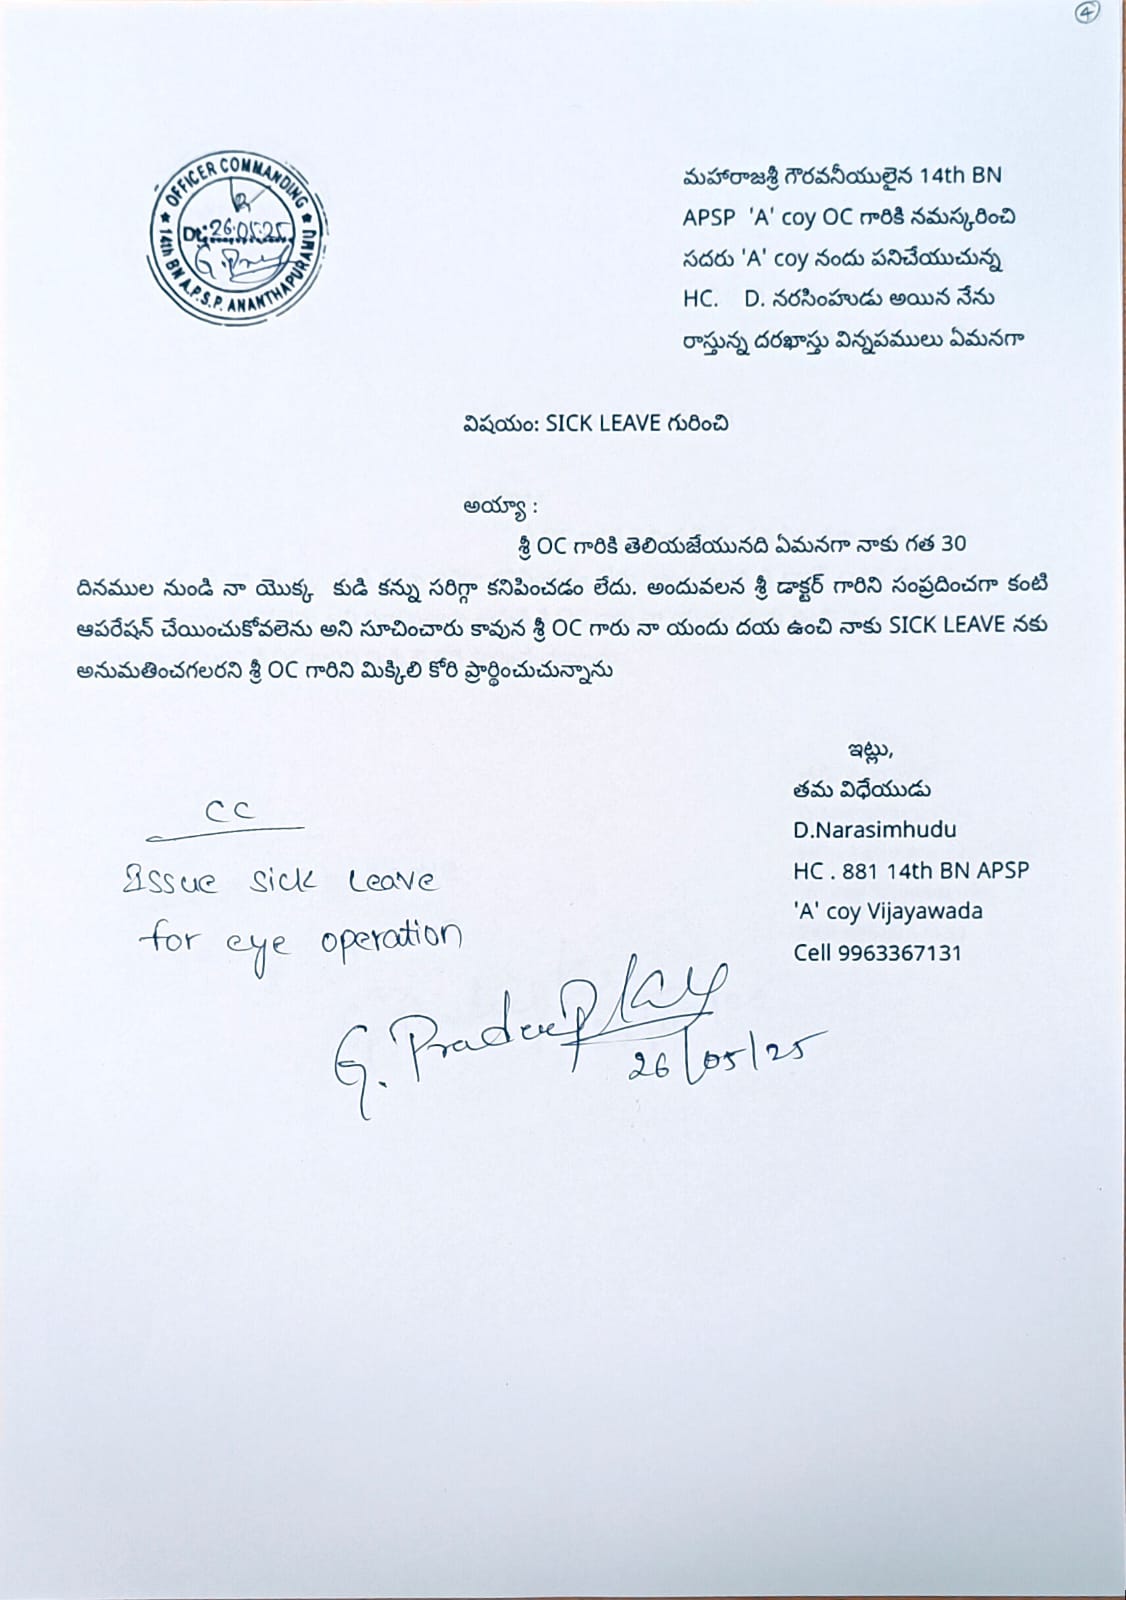 4
OFFICER COMMANDING
Dt: 26.05.25
14th BN A.P.S.P. ANANTHAPURAMU
మహారాజశ్రీ గౌరవనీయులైన 14th BN
APSP 'A' coy OC గారికి నమస్కరించి
సదరు 'A' coy నందు పనిచేయుచున్న
HC. D. నరసింహుడు అయిన నేను
రాస్తున్న దరఖాస్తు విన్నపములు ఏమనగా
విషయం: SICK LEAVE గురించి
అయ్యా :
శ్రీ OC గారికి తెలియజేయునది ఏమనగా నాకు గత 30
దినముల నుండి నా యొక్క కుడి కన్ను సరిగ్గా కనిపించడం లేదు. అందువలన శ్రీ డాక్టర్ గారిని సంప్రదించగా కంటి
ఆపరేషన్ చేయించుకోవలెను అని సూచించారు కావున శ్రీ OC గారు నా యందు దయ ఉంచి నాకు SICK LEAVE నకు
అనుమతించగలరని శ్రీ OC గారిని మిక్కిలి కోరి ప్రార్థించుచున్నాను
ఇట్లు,
తమ విధేయుడు
D.Narasimhudu
HC . 881 14th BN APSP
'A' coy Vijayawada
Cell 9963367131
CC
Issue sick Leave
for eye operation
G. Pradeep
26/05/25